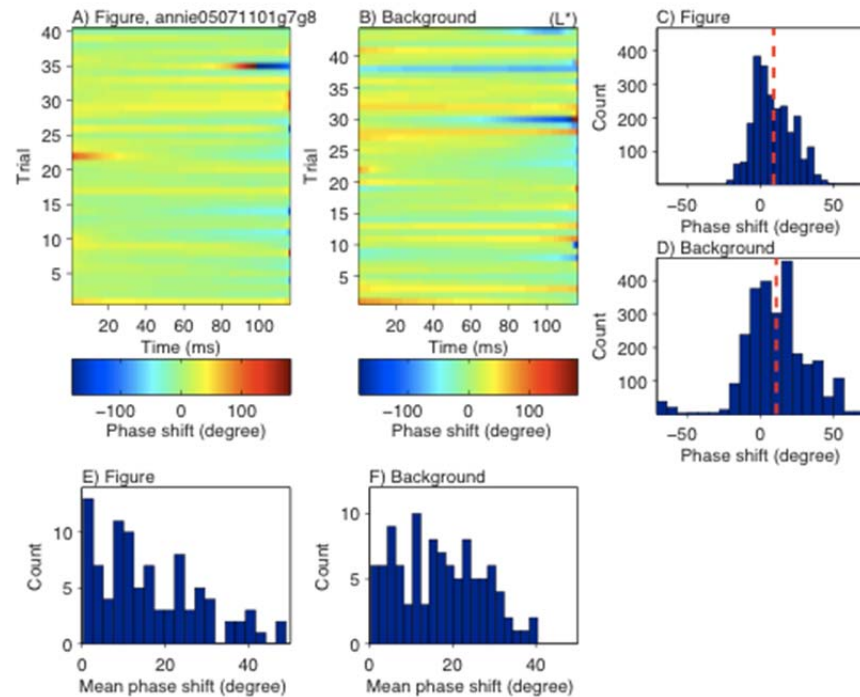 A) Figure, annie05071101g7g8
B) Background (L*)
C) Figure
40
35
30
25
20
15
10
5
Trial
20 40 60 80 100
Time (ms)
−100 0 100
Phase shift (degree)
40
35
30
25
20
15
10
5
Trial
20 40 60 80 100
Time (ms)
−100 0 100
Phase shift (degree)
400
300
200
100
Count
−50 0 50
Phase shift (degree)
D) Background
400
300
200
100
Count
−50 0 50
Phase shift (degree)
E) Figure
10
5
0
Count
0 20 40
Mean phase shift (degree)
F) Background
10
5
0
Count
0 20 40
Mean phase shift (degree)